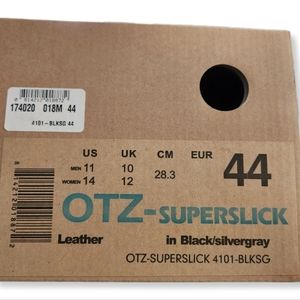 174020 018M 44
4101-BLKSG 44
US UK CM EUR
MEN 11 10 28.3 44
WOMEN 14 12
OTZ-SUPERSLICK
Leather in Black/silvergray
OTZ-SUPERSLICK 4101-BLKSG